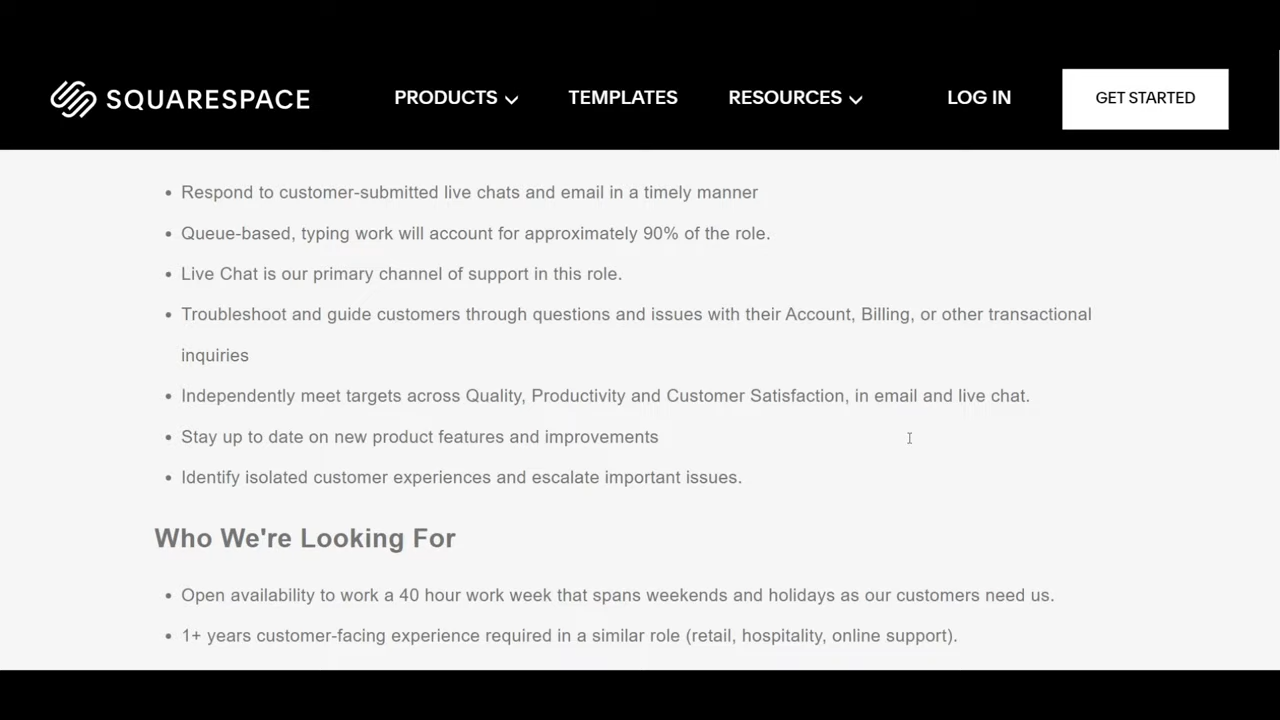 SQUARESPACE PRODUCTS TEMPLATES RESOURCES LOG IN GET STARTED
• Respond to customer-submitted live chats and email in a timely manner
• Queue-based, typing work will account for approximately 90% of the role.
• Live Chat is our primary channel of support in this role.
• Troubleshoot and guide customers through questions and issues with their Account, Billing, or other transactional
inquiries
• Independently meet targets across Quality, Productivity and Customer Satisfaction, in email and live chat.
• Stay up to date on new product features and improvements
• Identify isolated customer experiences and escalate important issues.
Who We're Looking For
• Open availability to work a 40 hour work week that spans weekends and holidays as our customers need us.
• 1+ years customer-facing experience required in a similar role (retail, hospitality, online support).